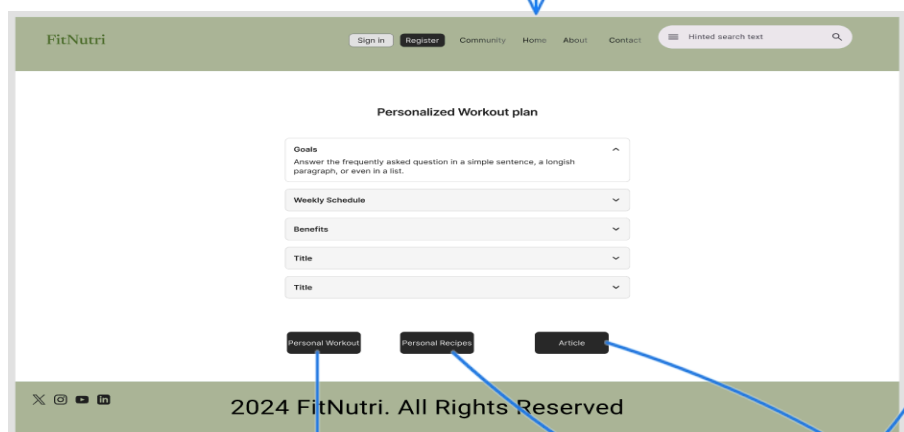 FitNutri
Sign in Register Community Home About Contact Hinted search text
Personalized Workout plan
Goals
Answer the frequently asked question in a simple sentence, a longish
paragraph, or even in a list.
Weekly Schedule
Benefits
Title
Title
Personal Workout Personal Recipes Article
2024 FitNutri. All Rights Reserved